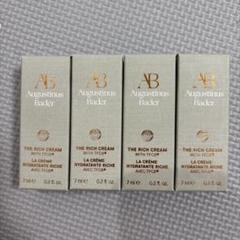 AB
Augustinus
Bader
THE RICH CREAM
WITH TFC8®
LA CRÈME
HYDRATANTE RICHE
AVEC TFC8®
7 ml ℮ 0.2 fl. oz.
AB
Augustinus
Bader
THE RICH CREAM
WITH TFC8®
LA CRÈME
HYDRATANTE RICHE
AVEC TFC8®
7 ml ℮ 0.2 fl. oz.
AB
Augustinus
Bader
THE RICH CREAM
WITH TFC8®
LA CRÈME
HYDRATANTE RICHE
AVEC TFC8®
7 ml ℮ 0.2 fl. oz.
AB
Augustinus
Bader
THE RICH CREAM
WITH TFC8®
LA CRÈME
HYDRATANTE RICHE
AVEC TFC8®
7 ml ℮ 0.2 fl. oz.